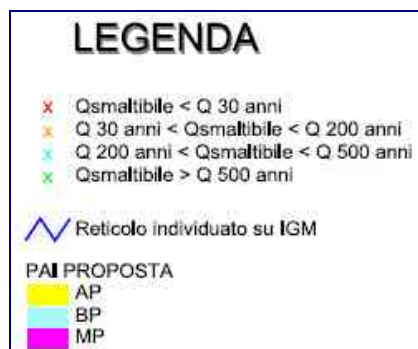 LEGENDA
x Qsmaltibile < Q 30 anni
x Q 30 anni < Qsmaltibile < Q 200 anni
x Q 200 anni < Qsmaltibile < Q 500 anni
x Qsmaltibile > Q 500 anni
Reticolo individuato su IGM
PAI PROPOSTA
AP
BP
MP